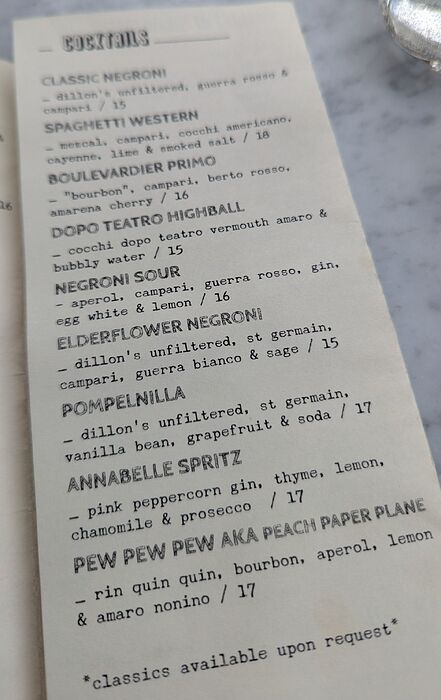 COCKTAILS
CLASSIC NEGRONI
– dillon's unfiltered, guerra rosso &
campari / 15
SPAGHETTI WESTERN
– mezcal, campari, cocchi americano,
cayenne, lime & smoked salt / 18
BOULEVARDIER PRIMO
– "bourbon", campari, berto rosso,
amarena cherry / 16
DOPO TEATRO HIGHBALL
– cocchi dopo teatro vermouth amaro &
bubbly water / 15
NEGRONI SOUR
– aperol, campari, guerra rosso, gin,
egg white & lemon / 16
ELDERFLOWER NEGRONI
– dillon's unfiltered, st germain,
campari, guerra bianco & sage / 15
POMPELNILLA
– dillon's unfiltered, st germain,
vanilla bean, grapefruit & soda / 17
ANNABELLE SPRITZ
– pink peppercorn gin, thyme, lemon,
chamomile & prosecco / 17
PEW PEW PEW AKA PEACH PAPER PLANE
– rin quin quin, bourbon, aperol, lemon
& amaro nonino / 17
*classics available upon request*